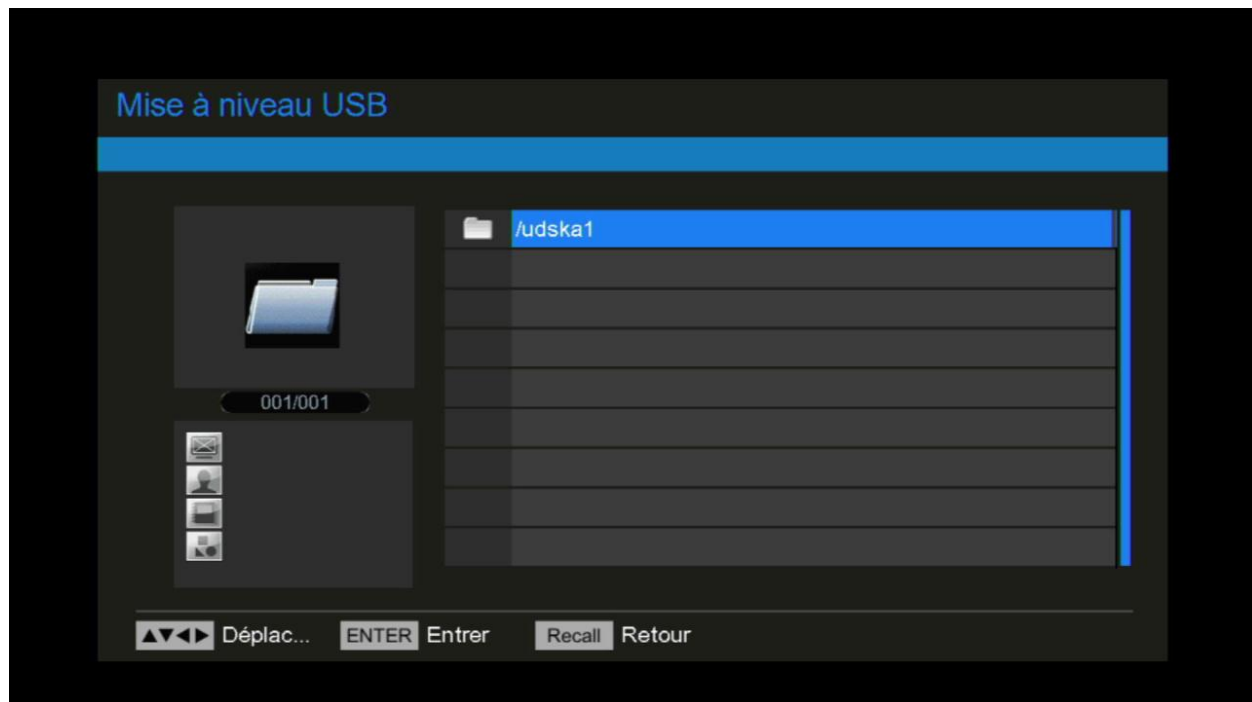 Mise à niveau USB
/udska1
001/001
▲▼◄► Déplac... ENTER Entrer Recall Retour